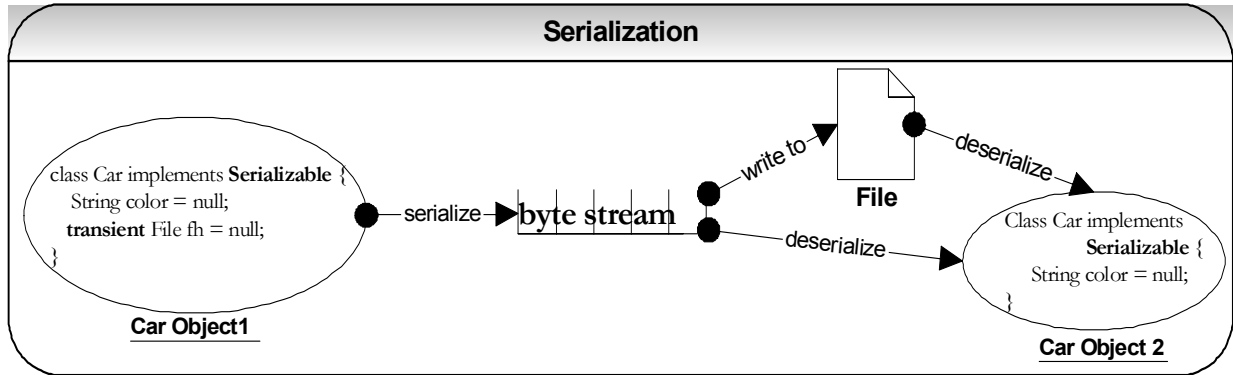 Serialization
class Car implements Serializable {
String color = null;
transient File fh = null;
}
Car Object1
serialize
byte stream
write to
File
deserialize
deserialize
Class Car implements
Serializable {
String color = null;
}
Car Object 2